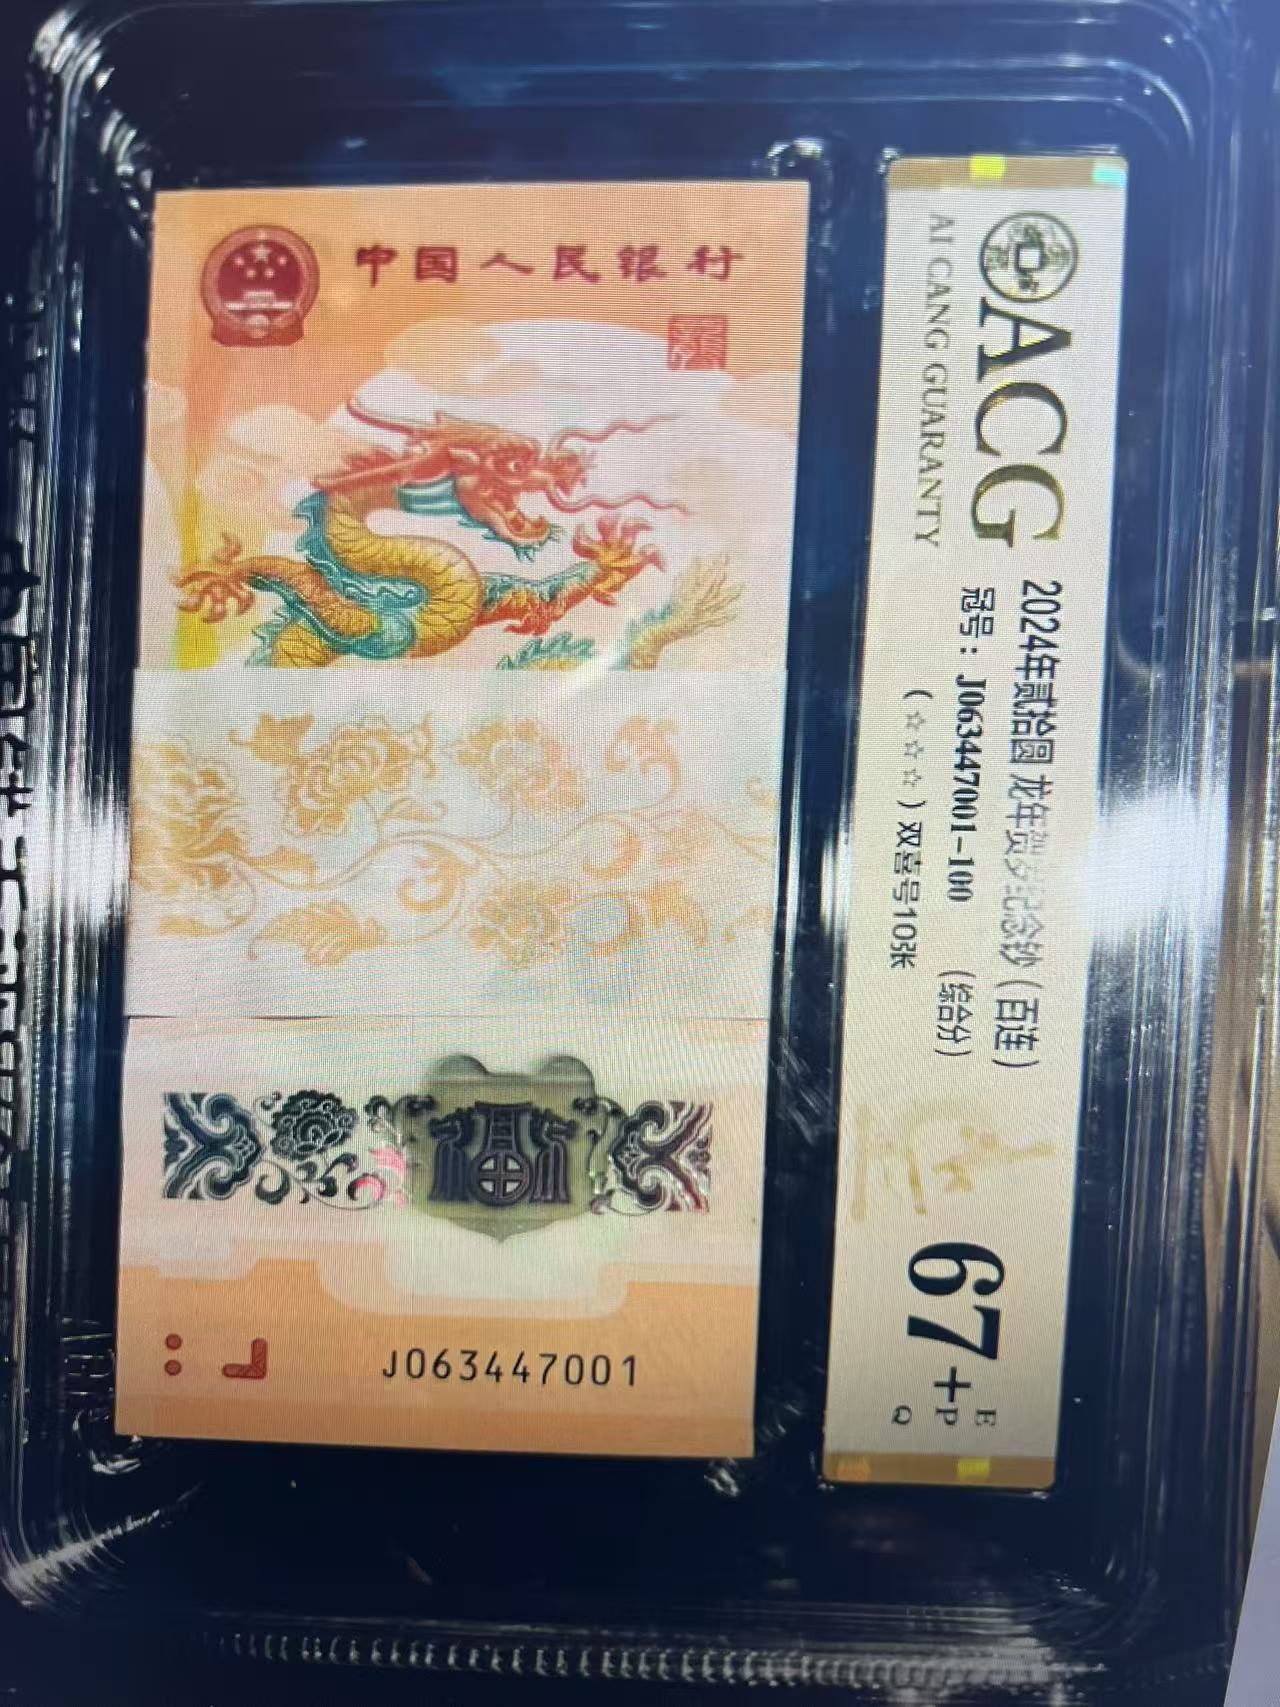 中国人民银行
J063447001
ACG
AI CANG GUARANTY
2024年贰拾圆 龙年贺岁纪念钞（百连）
冠号：J063447001-100 （综合分）
（☆☆☆）双喜号10张
67+
E
P
Q